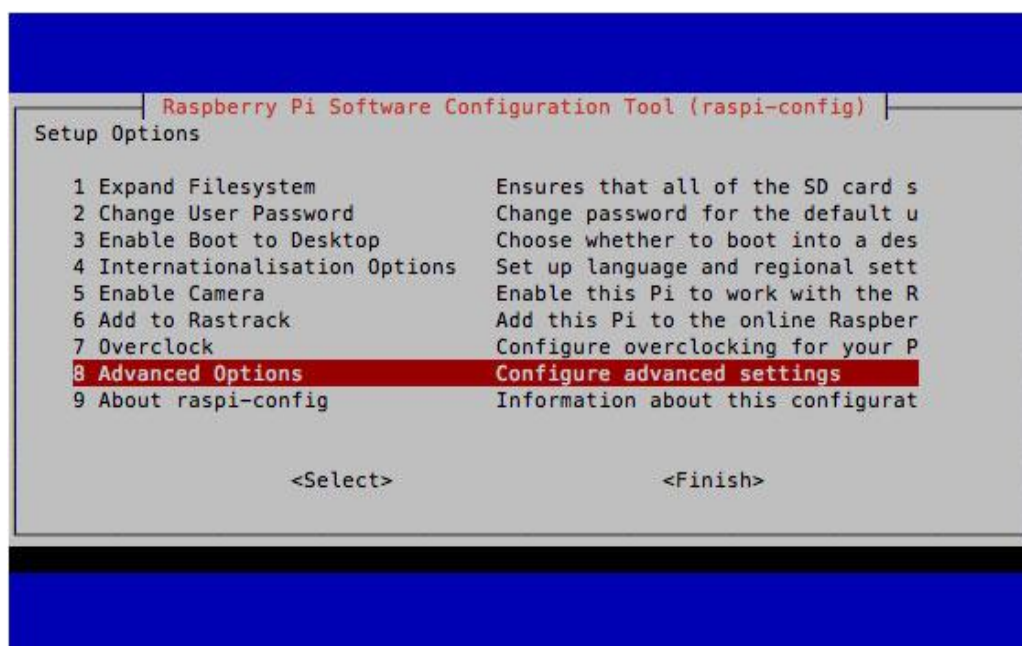 Raspberry Pi Software Configuration Tool (raspi-config)
Setup Options
1 Expand Filesystem Ensures that all of the SD card s
2 Change User Password Change password for the default u
3 Enable Boot to Desktop Choose whether to boot into a des
4 Internationalisation Options Set up language and regional sett
5 Enable Camera Enable this Pi to work with the R
6 Add to Rastrack Add this Pi to the online Raspber
7 Overclock Configure overclocking for your P
8 Advanced Options Configure advanced settings
9 About raspi-config Information about this configurat
<Select> <Finish>